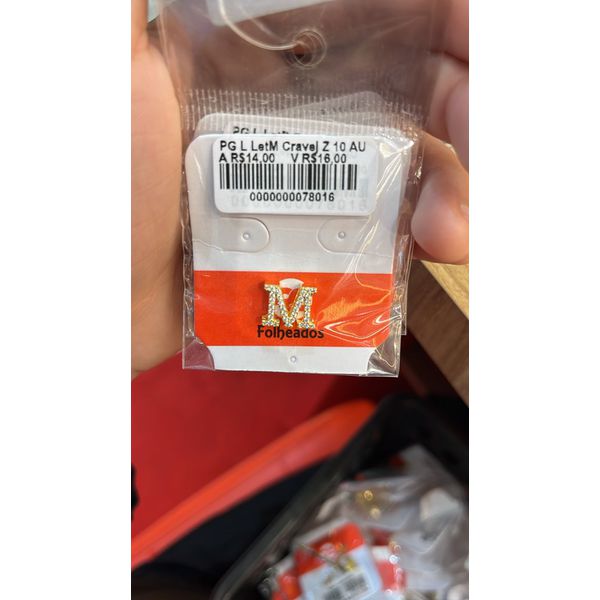 PG L LetM Cravej Z 10 AU
A R$14,00 V R$16,00
0000000078016
M
Folheados